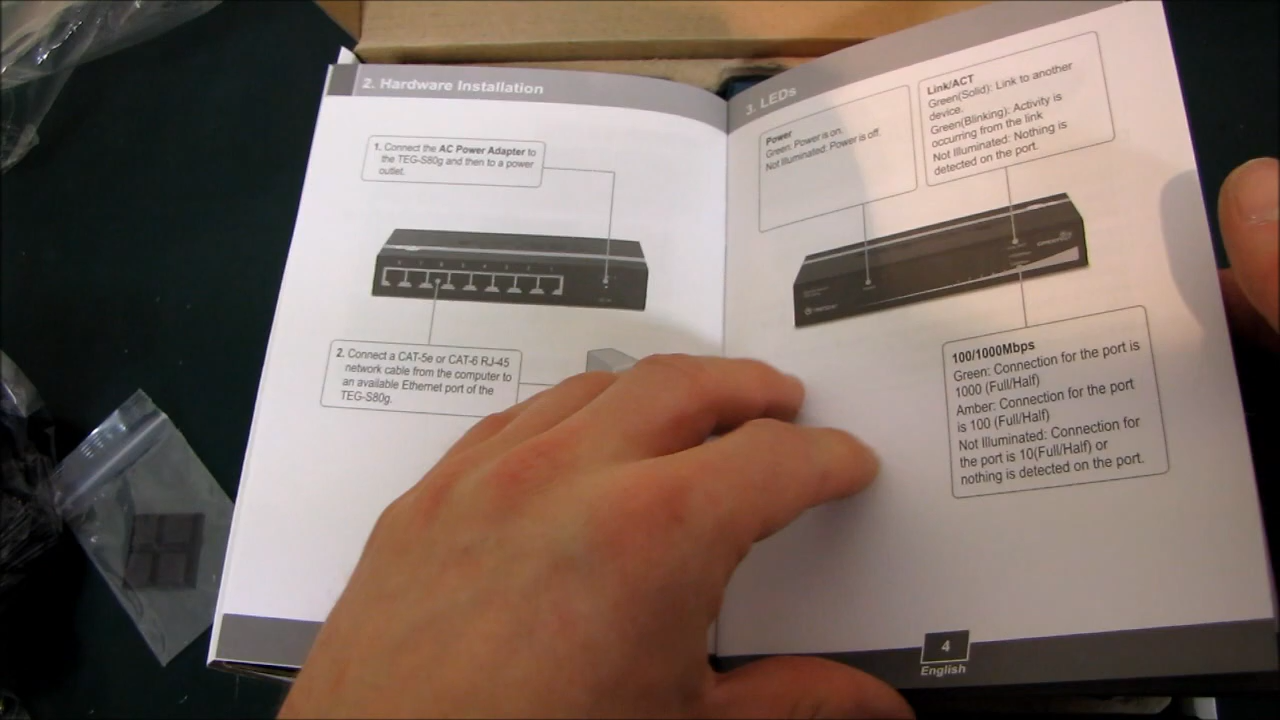 2. Hardware Installation
1. Connect the AC Power Adapter to
the TEG-S80g and then to a power
outlet.
2. Connect a CAT-5e or CAT-6 RJ-45
network cable from the computer to
an available Ethernet port of the
TEG-S80g.
3. LEDs
Power
Green: Power is on.
Not Illuminated: Power is off.
Link/ACT
Green(Solid): Link to another
device.
Green(Blinking): Activity is
occurring from the link
Not Illuminated: Nothing is
detected on the port.
100/1000Mbps
Green: Connection for the port is
1000 (Full/Half)
Amber: Connection for the port
is 100 (Full/Half)
Not Illuminated: Connection for
the port is 10(Full/Half) or
nothing is detected on the port.
4
English